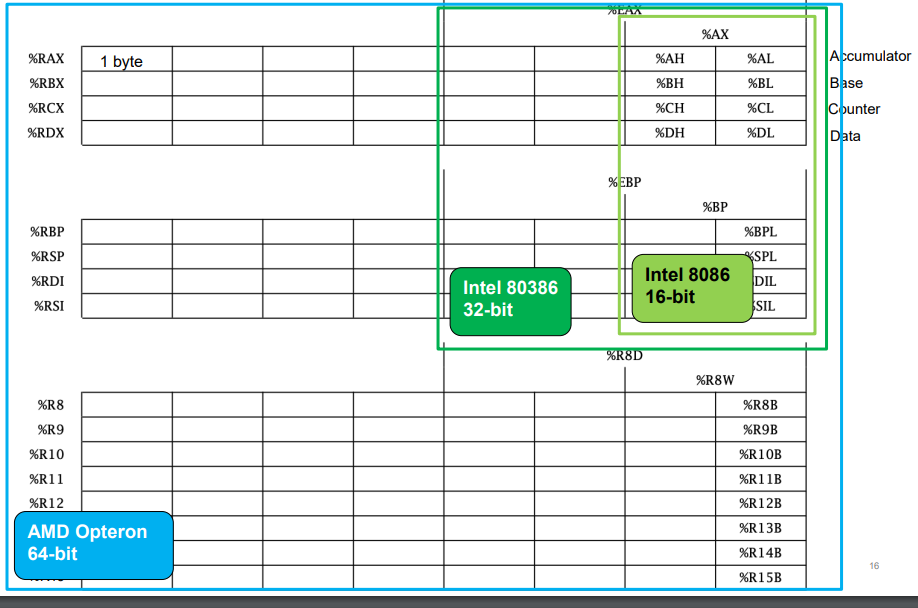 %EAX
%AX
%RAX 1 byte %AH %AL Accumulator
%RBX %BH %BL Base
%RCX %CH %CL Counter
%RDX %DH %DL Data
%EBP
%BP
%RBP %BPL
%RSP %SPL
%RDI DIL
%RSI SIL
Intel 80386
32-bit
Intel 8086
16-bit
%R8D
%R8W
%R8 %R8B
%R9 %R9B
%R10 %R10B
%R11 %R11B
%R12 %R12B
%R13B
%R14B
%R15B
AMD Opteron
64-bit
16